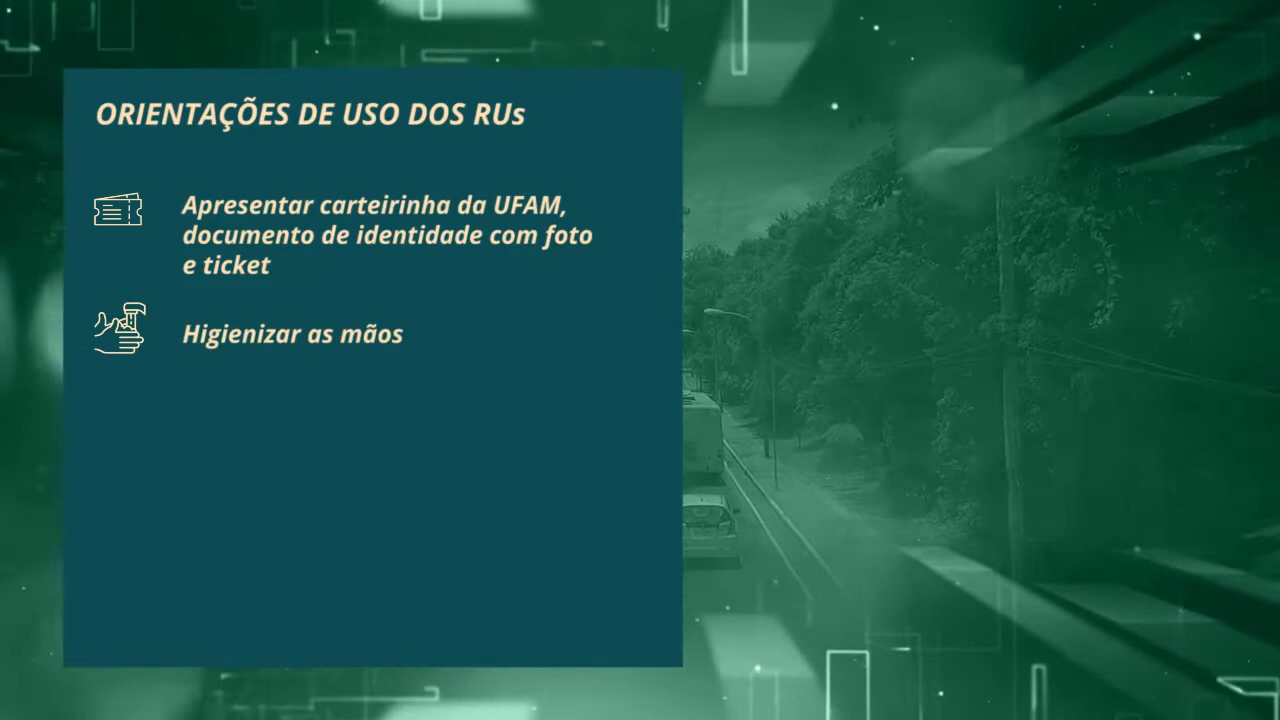 ORIENTAÇÕES DE USO DOS RUs
Apresentar carteirinha da UFAM,
documento de identidade com foto
e ticket
Higienizar as mãos